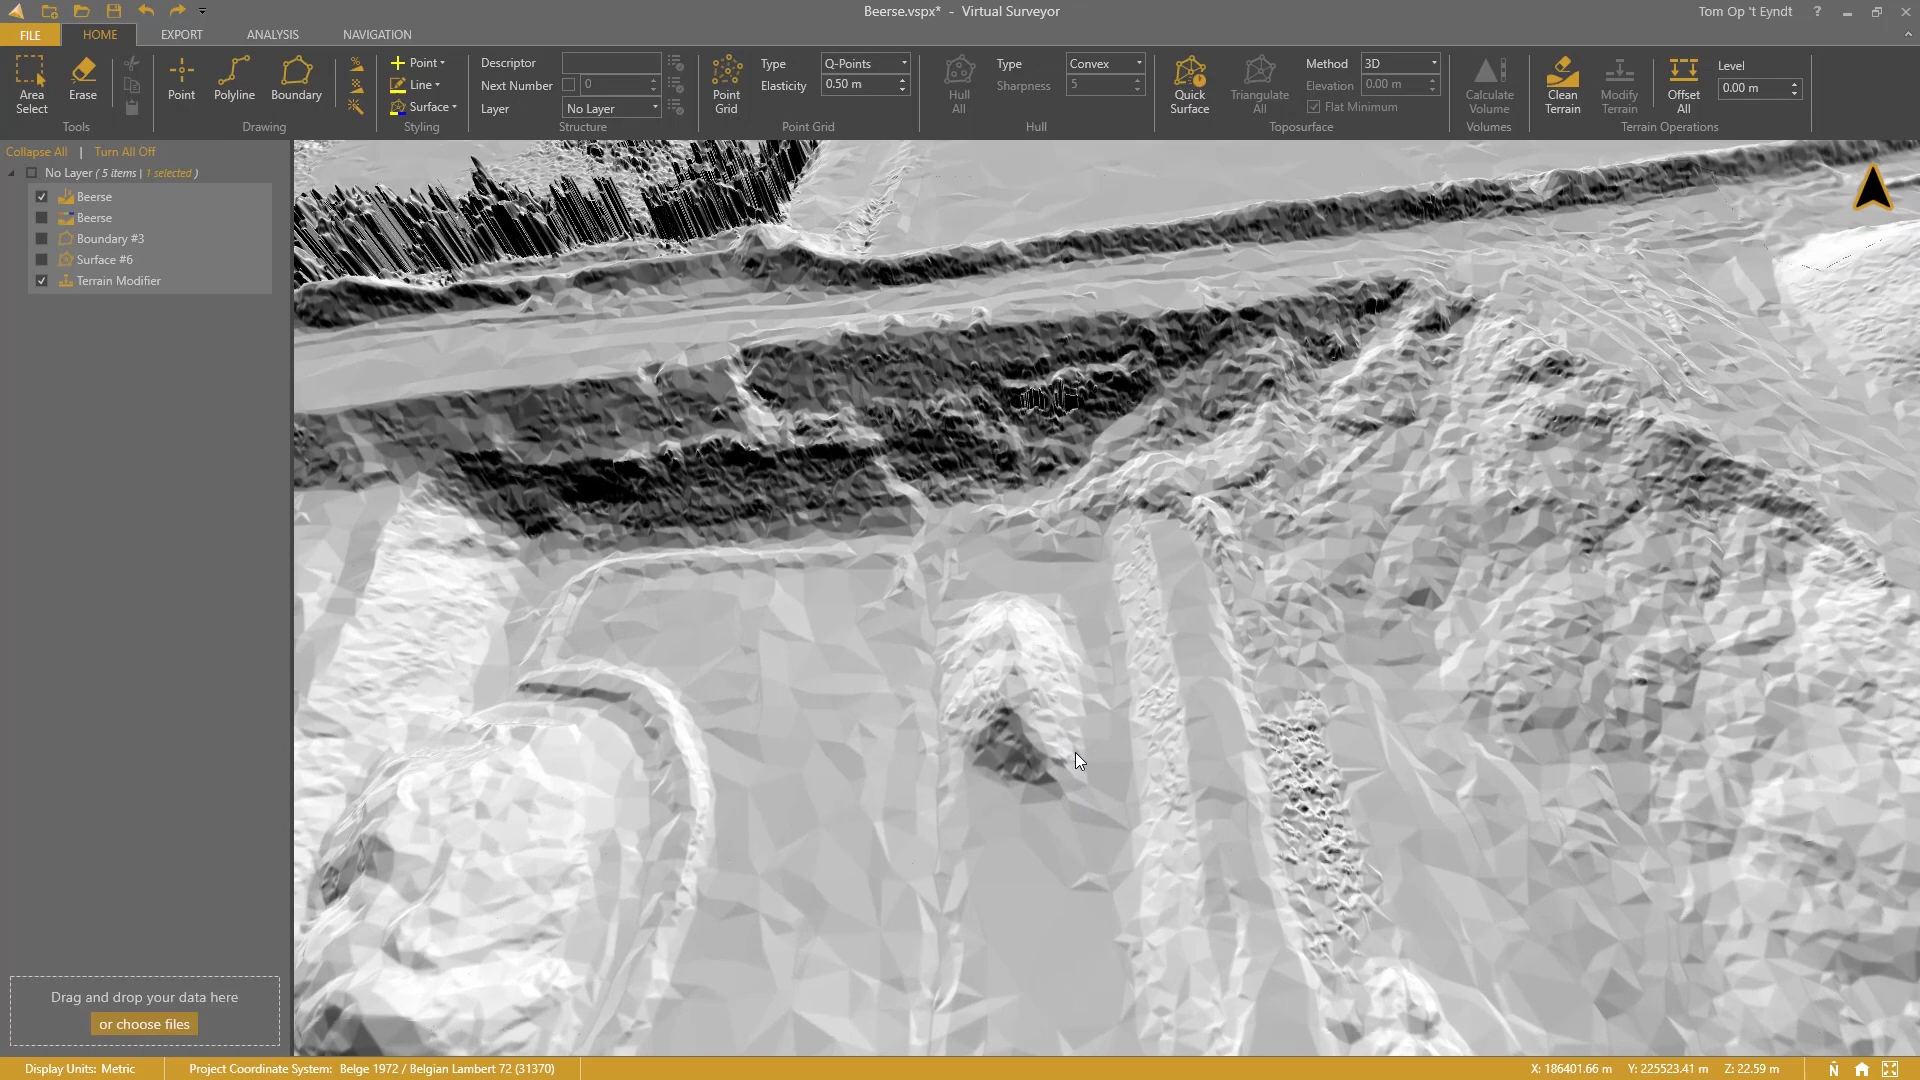 Beerse.vspx* - Virtual Surveyor
Tom Op 't Eyndt
?
FILE
HOME
EXPORT
ANALYSIS
NAVIGATION
Area Select
Erase
Tools
Point
Polyline
Boundary
Drawing
Point
Line
Surface
Styling
Descriptor
Next Number 0
Layer No Layer
Structure
Point Grid
Type Q-Points
Elasticity 0.50 m
Point Grid
Hull All
Type Convex
Sharpness 5
Hull
Quick Surface
Triangulate All
Method 3D
Elevation 0.00 m
Flat Minimum
Toposurface
Calculate Volume
Volumes
Clean Terrain
Modify Terrain
Offset All
Level
0.00 m
Terrain Operations
Collapse All | Turn All Off
No Layer ( 5 items | 1 selected )
Beerse
Beerse
Boundary #3
Surface #6
Terrain Modifier
Drag and drop your data here
or choose files
Display Units: Metric
Project Coordinate System: Belge 1972 / Belgian Lambert 72 (31370)
X: 186401.66 m Y: 225523.41 m Z: 22.59 m
N